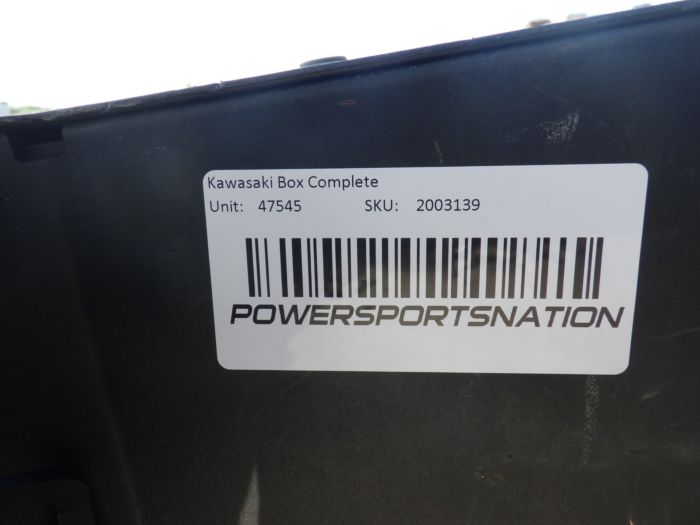 Kawasaki Box Complete
Unit: 47545 SKU: 2003139
POWERSPORTSNATION